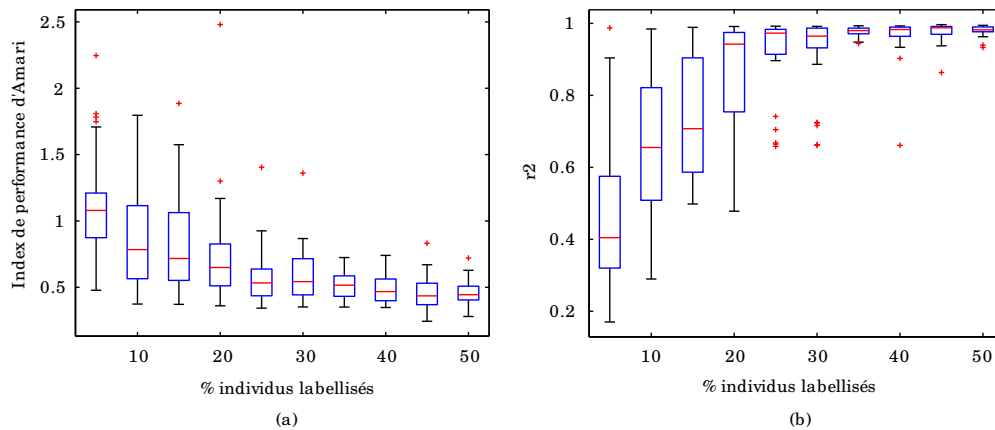 2.5
2
1.5
1
0.5
Index de performance d'Amari
10 20 30 40 50
% individus labellisés
(a)
1
0.8
0.6
0.4
0.2
r2
10 20 30 40 50
% individus labellisés
(b)